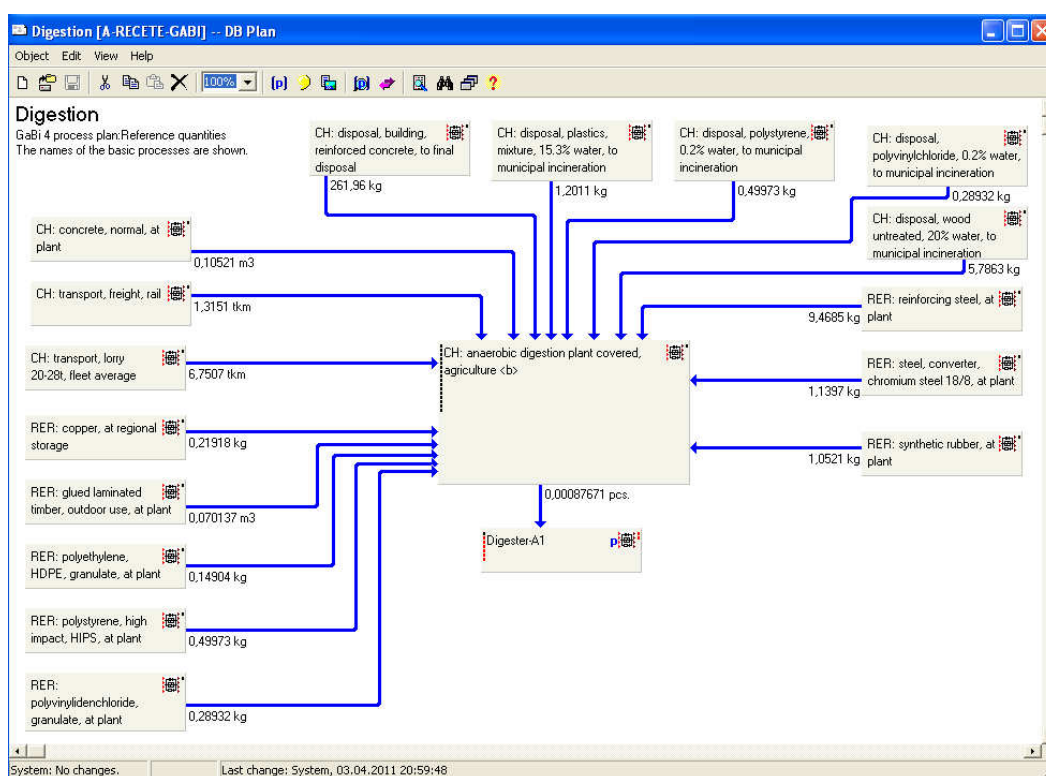 Digestion [A-RECETE-GABI] -- DB Plan
Object Edit View Help
100%
Digestion
GaBi 4 process plan:Reference quantities
The names of the basic processes are shown.
CH: disposal, building,
reinforced concrete, to final
disposal
261,96 kg
CH: disposal, plastics,
mixture, 15.3% water, to
municipal incineration
1,2011 kg
CH: disposal, polystyrene,
0.2% water, to municipal
incineration
0,49973 kg
CH: disposal,
polyvinylchloride, 0.2% water,
to municipal incineration
0,28932 kg
CH: disposal, wood
untreated, 20% water, to
municipal incineration
5,7863 kg
CH: concrete, normal, at
plant
0,10521 m3
CH: transport, freight, rail
1,3151 tkm
CH: transport, lorry
20-28t, fleet average
6,7507 tkm
RER: copper, at regional
storage
0,21918 kg
RER: glued laminated
timber, outdoor use, at plant
0,070137 m3
RER: polyethylene,
HDPE, granulate, at plant
0,14904 kg
RER: polystyrene, high
impact, HIPS, at plant
0,49973 kg
RER:
polyvinylidenchloride,
granulate, at plant
0,28932 kg
RER: reinforcing steel, at
plant
9,4685 kg
RER: steel, converter,
chromium steel 18/8, at plant
1,1397 kg
RER: synthetic rubber, at
plant
1,0521 kg
CH: anaerobic digestion plant covered,
agriculture <b>
0,00087671 pcs.
Digester-A1
p
System: No changes.
Last change: System, 03.04.2011 20:59:48